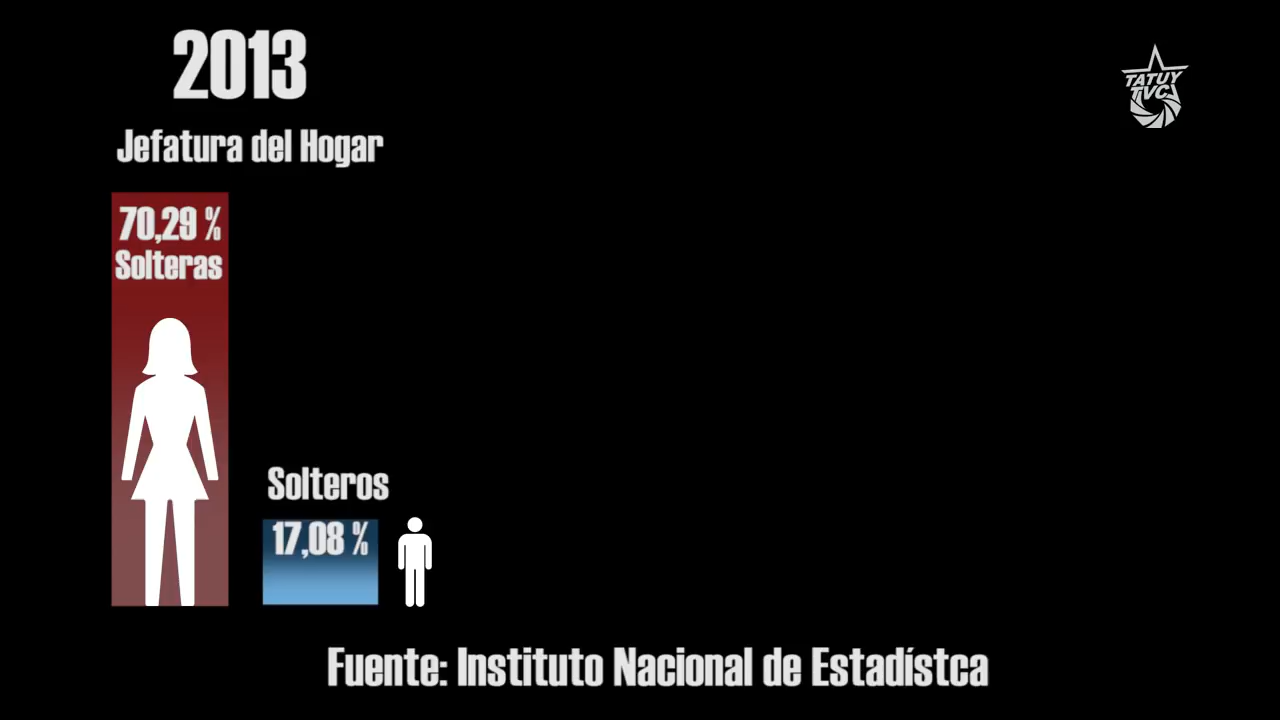 2013
Jefatura del Hogar
70,29 %
Solteras
Solteros
17,08 %
Fuente: Instituto Nacional de Estadístca
TATUY
TVC